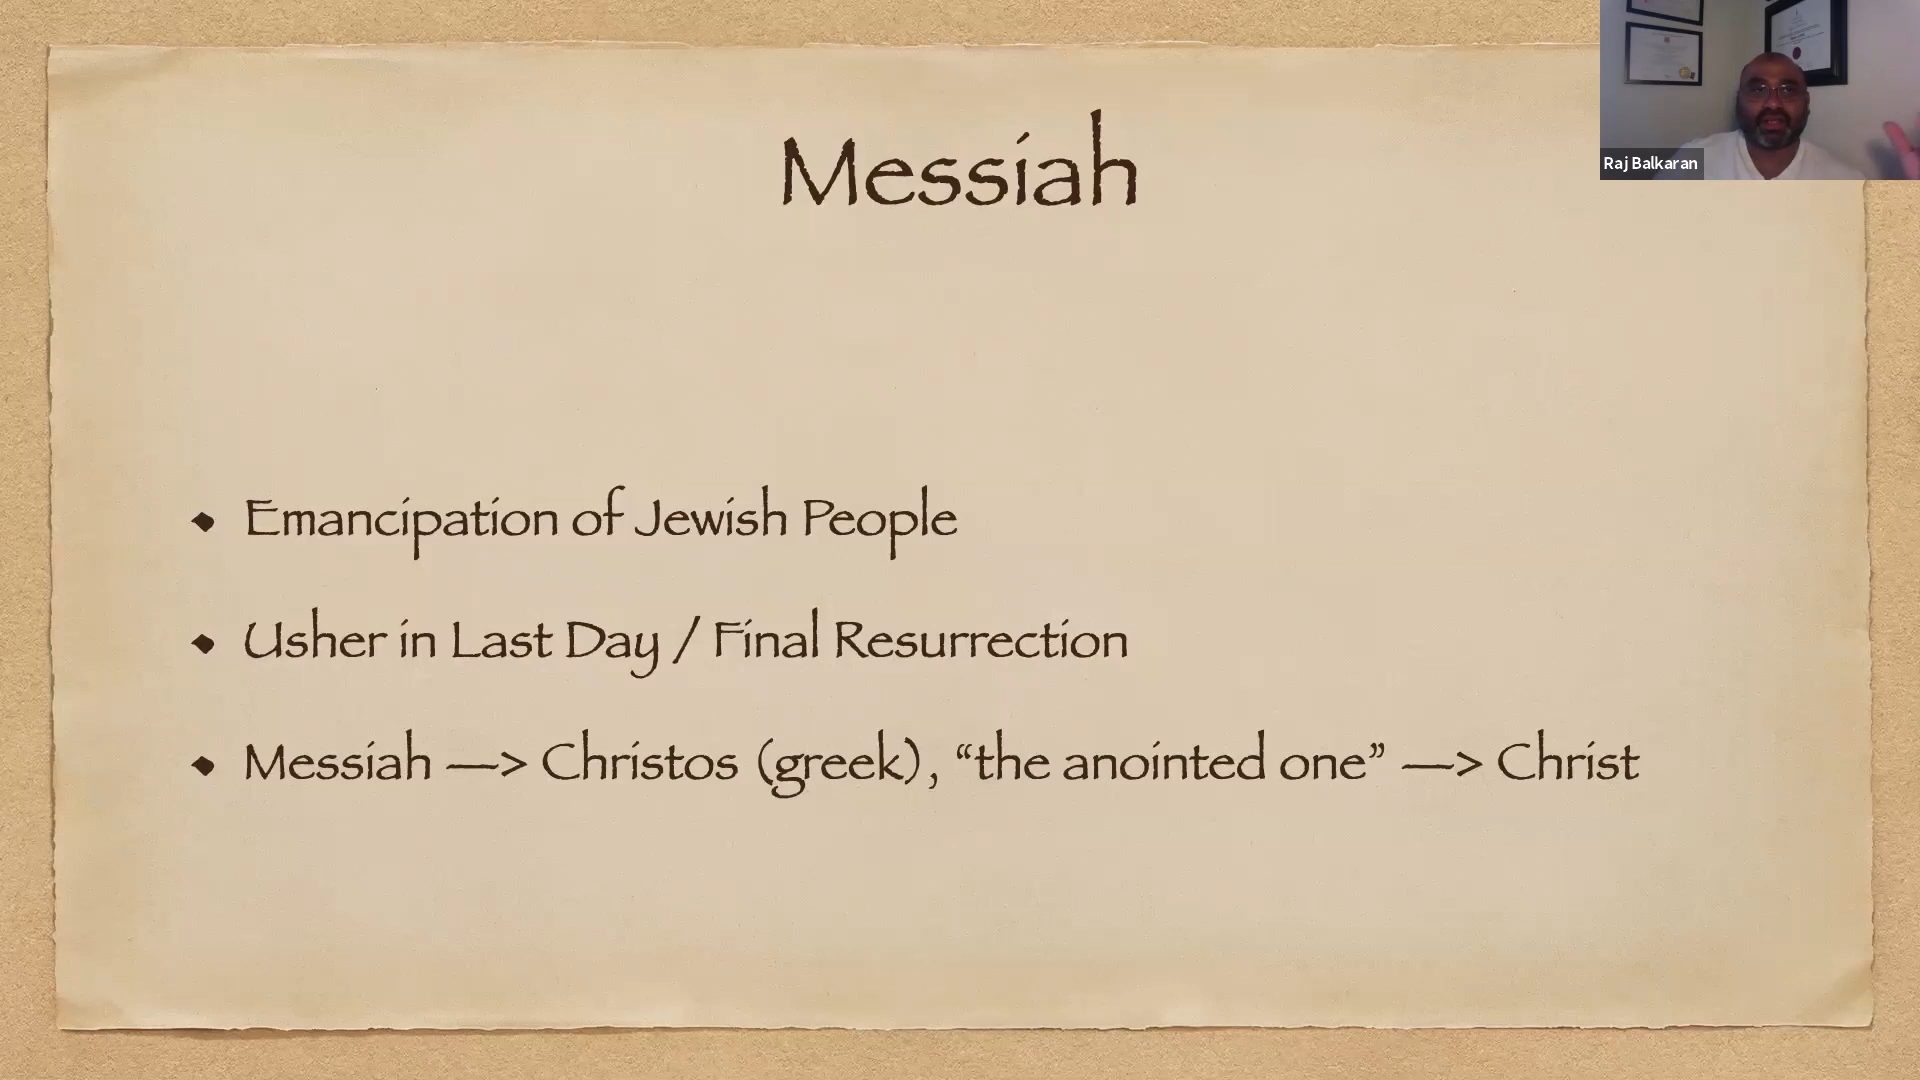 Messiah
Raj Balkaran
◆ Emancipation of Jewish People
◆ Usher in Last Day / Final Resurrection
◆ Messiah —> Christos (greek), “the anointed one” —> Christ